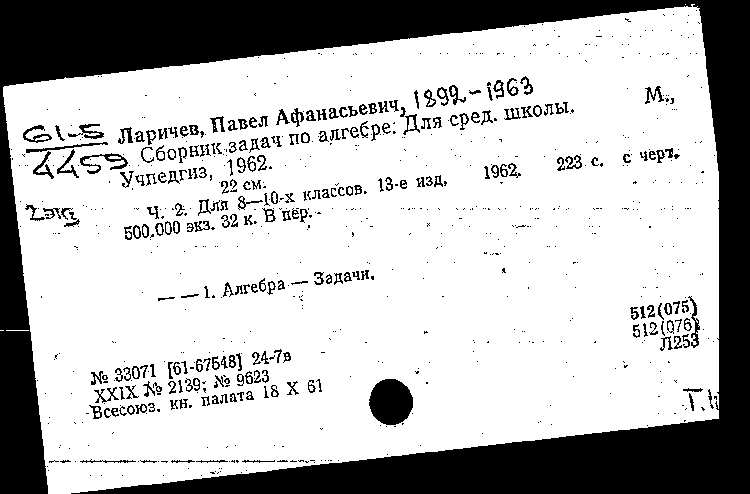 61-5 Ларичев, Павел Афанасьевич, 1892-1963
4459 Сборник задач по алгебре: Для сред. школы. М.,
Учпедгиз, 1962.
22 см.
2 экз Ч. 2. Для 8—10-х классов. 13-е изд. 1962. 223 с. с черт.
500.000 экз. 32 к. В пер.
— — 1. Алгебра — Задачи.
512(075)
512(076)
Л253
№ 33071 [61-67548] 24-7в
XXIX № 2139; № 9623
Всесоюз. кн. палата 18 X 61